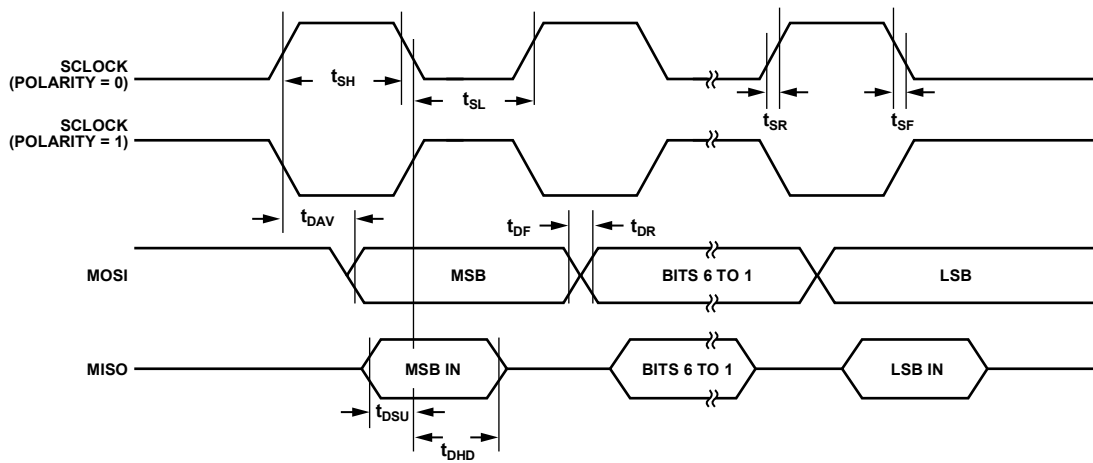 SCLOCK
(POLARITY = 0)
tSH
tSL
tSR
tSF
SCLOCK
(POLARITY = 1)
tDAV
tDF
tDR
MOSI
MSB
BITS 6 TO 1
LSB
MISO
MSB IN
BITS 6 TO 1
LSB IN
tDSU
tDHD